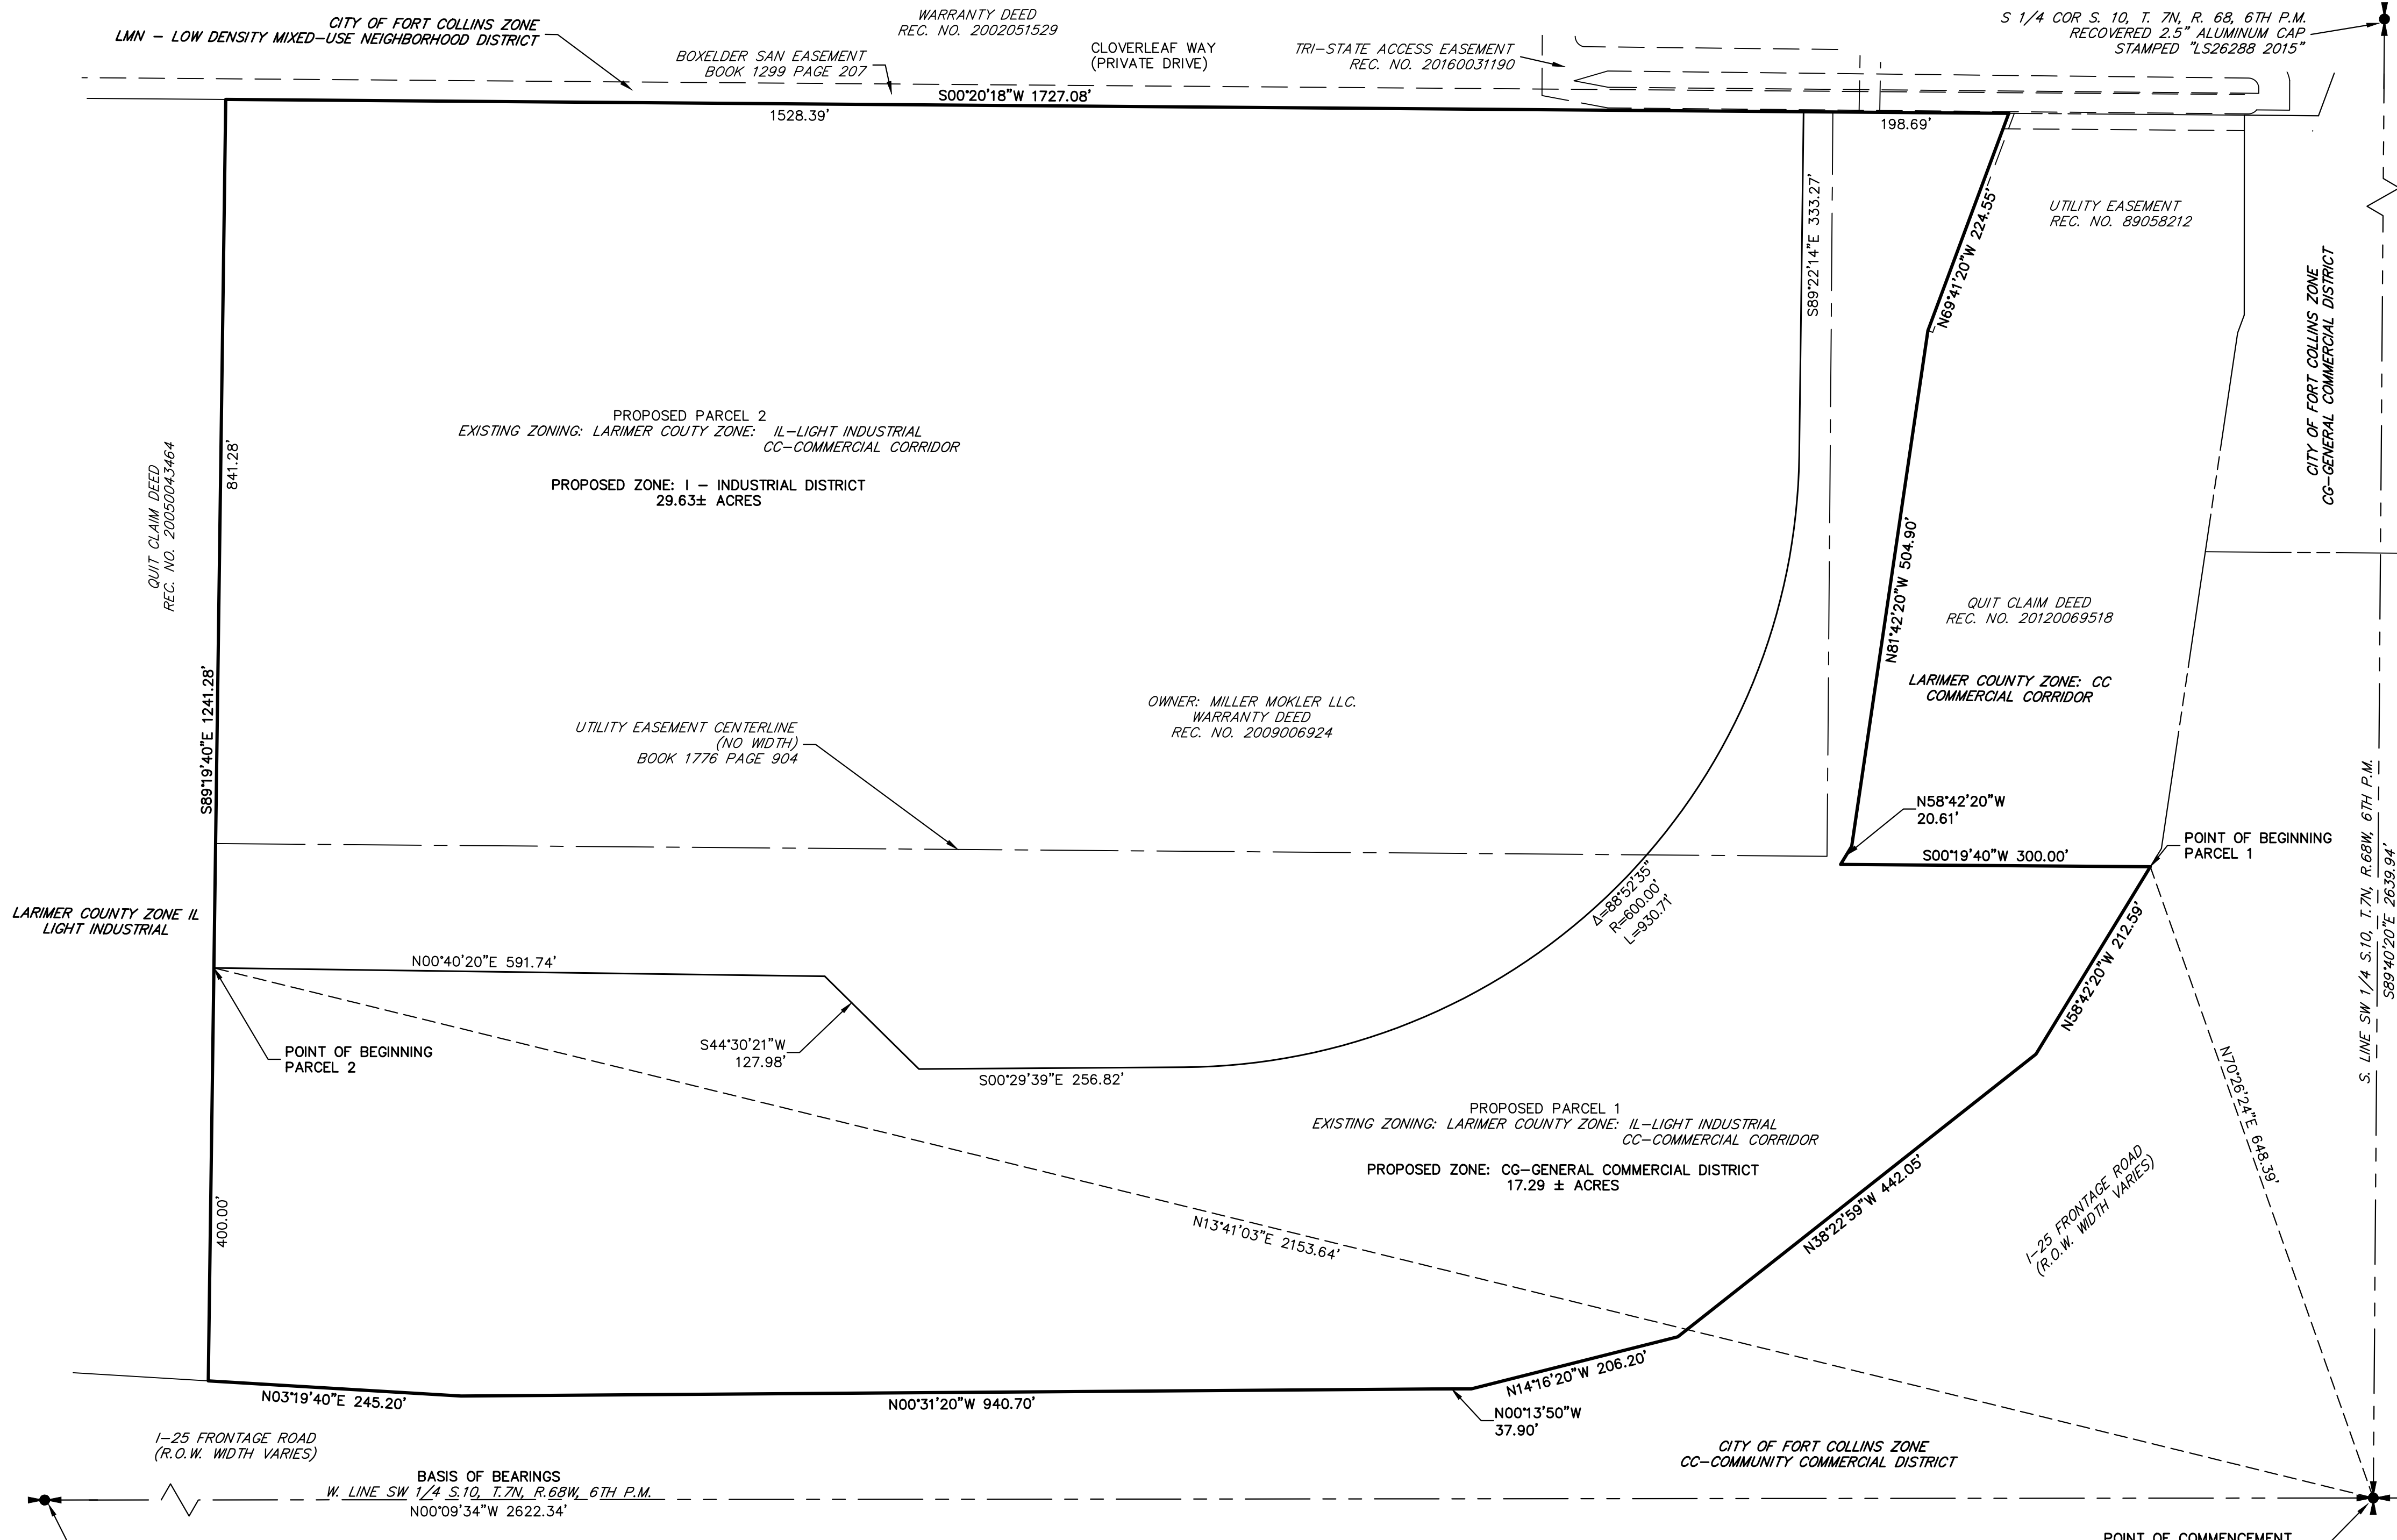 CITY OF FORT COLLINS ZONE
LMN – LOW DENSITY MIXED–USE NEIGHBORHOOD DISTRICT
WARRANTY DEED
REC. NO. 2002051529
BOXELDER SAN EASEMENT
BOOK 1299 PAGE 207
CLOVERLEAF WAY
(PRIVATE DRIVE)
TRI–STATE ACCESS EASEMENT
REC. NO. 20160031190
S 1/4 COR S. 10, T. 7N, R. 68, 6TH P.M.
RECOVERED 2.5" ALUMINUM CAP
STAMPED "LS26288 2015"
S00°20'18"W 1727.08'
1528.39'
198.69'
S89°22'14"E 333.27'
N69°41'20"W 224.55'
UTILITY EASEMENT
REC. NO. 89058212
CITY OF FORT COLLINS ZONE
CG–GENERAL COMMERCIAL DISTRICT
QUIT CLAIM DEED
REC. NO. 20050043464
841.28'
PROPOSED PARCEL 2
EXISTING ZONING: LARIMER COUTY ZONE: IL–LIGHT INDUSTRIAL
CC–COMMERCIAL CORRIDOR
PROPOSED ZONE: I – INDUSTRIAL DISTRICT
29.63± ACRES
N81°42'20"W 504.90'
QUIT CLAIM DEED
REC. NO. 20120069518
LARIMER COUNTY ZONE: CC
COMMERCIAL CORRIDOR
S89°19'40"E 1241.28'
UTILITY EASEMENT CENTERLINE
(NO WIDTH)
BOOK 1776 PAGE 904
OWNER: MILLER MOKLER LLC.
WARRANTY DEED
REC. NO. 2009006924
N58°42'20"W
20.61'
S00°19'40"W 300.00'
POINT OF BEGINNING
PARCEL 1
S. LINE SW 1/4 S.10, T.7N, R.68W, 6TH P.M.
S89°40'20"E 2639.94'
Δ=88°52'35"
R=600.00'
L=930.71'
LARIMER COUNTY ZONE IL
LIGHT INDUSTRIAL
N00°40'20"E 591.74'
N58°42'20"W 212.59'
POINT OF BEGINNING
PARCEL 2
S44°30'21"W
127.98'
S00°29'39"E 256.82'
N70°26'24"E 648.39'
PROPOSED PARCEL 1
EXISTING ZONING: LARIMER COUNTY ZONE: IL–LIGHT INDUSTRIAL
CC–COMMERCIAL CORRIDOR
PROPOSED ZONE: CG–GENERAL COMMERCIAL DISTRICT
17.29 ± ACRES
400.00'
N13°41'03"E 2153.64'
N38°22'59"W 442.05'
I–25 FRONTAGE ROAD
(R.O.W. WIDTH VARIES)
N03°19'40"E 245.20'
N00°31'20"W 940.70'
N14°16'20"W 206.20'
N00°13'50"W
37.90'
I–25 FRONTAGE ROAD
(R.O.W. WIDTH VARIES)
CITY OF FORT COLLINS ZONE
CC–COMMUNITY COMMERCIAL DISTRICT
BASIS OF BEARINGS
W. LINE SW 1/4 S.10, T.7N, R.68W, 6TH P.M.
N00°09'34"W 2622.34'
POINT OF COMMENCEMENT